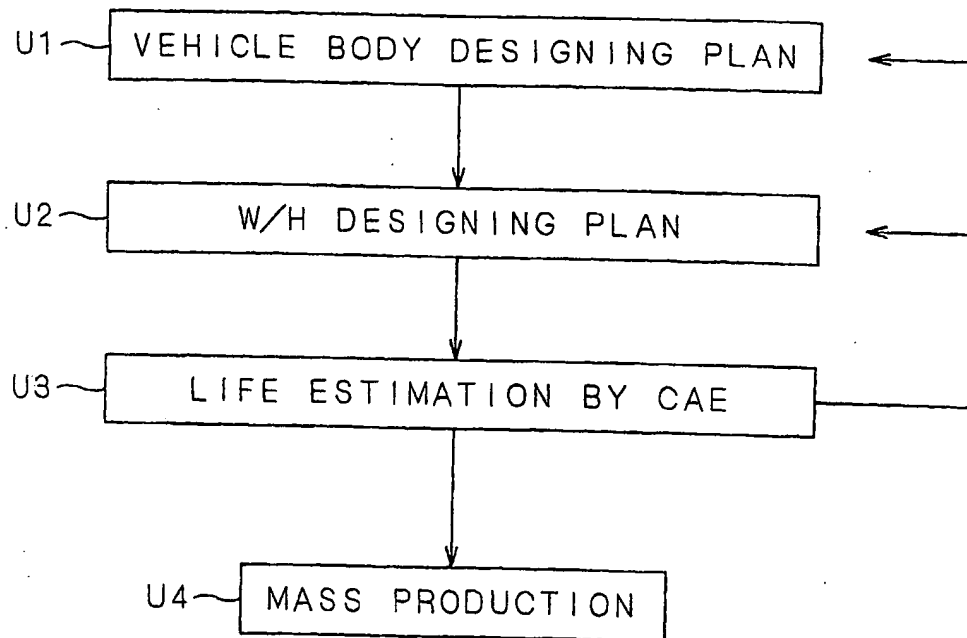 U1 VEHICLE BODY DESIGNING PLAN
U2 W/H DESIGNING PLAN
U3 LIFE ESTIMATION BY CAE
U4 MASS PRODUCTION